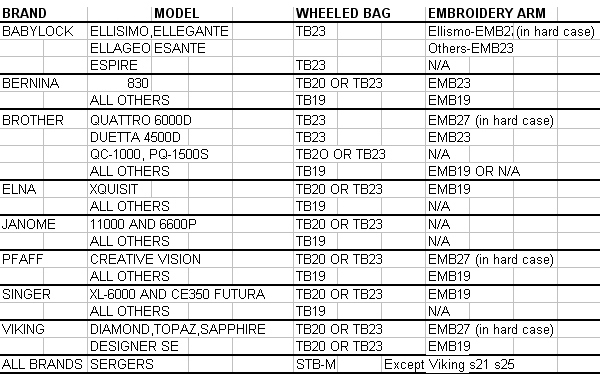 BRAND MODEL WHEELED BAG EMBROIDERY ARM
BABYLOCK ELLISIMO,ELLEGANTE TB23 Ellismo-EMB27(in hard case)
ELLAGEO ESANTE Others-EMB23
ESPIRE TB23 N/A
BERNINA 830 TB20 OR TB23 EMB23
ALL OTHERS TB19 EMB19
BROTHER QUATTRO 6000D TB23 EMB27 (in hard case)
DUETTA 4500D TB23 EMB23
QC-1000, PQ-1500S TB2O OR TB23 N/A
ALL OTHERS TB19 EMB19 OR N/A
ELNA XQUISIT TB20 OR TB23 EMB19
ALL OTHERS TB19 N/A
JANOME 11000 AND 6600P TB20 OR TB23 N/A
ALL OTHERS TB19 N/A
PFAFF CREATIVE VISION TB20 OR TB23 EMB27 (in hard case)
ALL OTHERS TB19 EMB19
SINGER XL-6000 AND CE350 FUTURA TB20 OR TB23 EMB19
ALL OTHERS TB19 N/A
VIKING DIAMOND,TOPAZ,SAPPHIRE TB20 OR TB23 EMB27 (in hard case)
DESIGNER SE TB20 OR TB23 EMB19
ALL BRANDS SERGERS STB-M Except Viking s21 s25